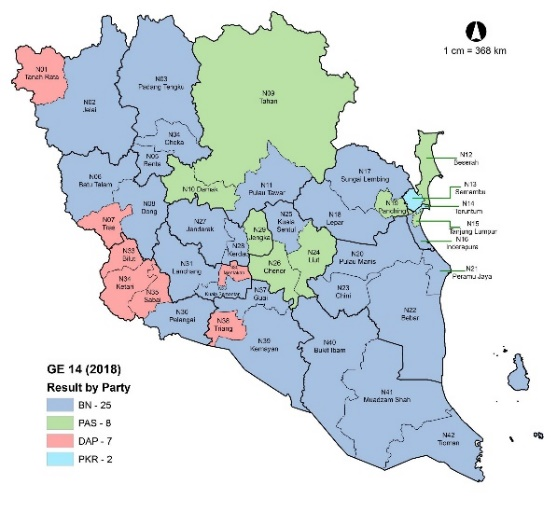 1 cm = 368 km
N01
Tanah Rata
N02
Jelai
N03
Padang Tengku
N04
Cheka
N05
Benta
N06
Batu Talam
N07
Tras
N08
Dong
N09
Tahan
N10 Damak
N11
Pulau Tawar
N12
Beserah
N13
Semambu
N14
Teruntum
N15
Tanjung Lumpur
N16
Inderapura
N17
Sungai Lembing
N18
Lepar
N19
Panching
N20
Pulau Manis
N21
Peramu Jaya
N22
Bebar
N23
Chini
N24
Luit
N25
Kuala
Sentul
N26
Chenor
N27
Jenderak
N28
Kerdau
N29
Jengka
N31
Lanchang
N33
Bilut
N34
Ketari
N35
Sabai
N36
Pelangai
N37
Guai
N38
Triang
N39
Kemayan
N40
Bukit Ibam
N41
Muadzam Shah
N42
Tioman
GE 14 (2018)
Result by Party
BN - 25
PAS - 8
DAP - 7
PKR - 2